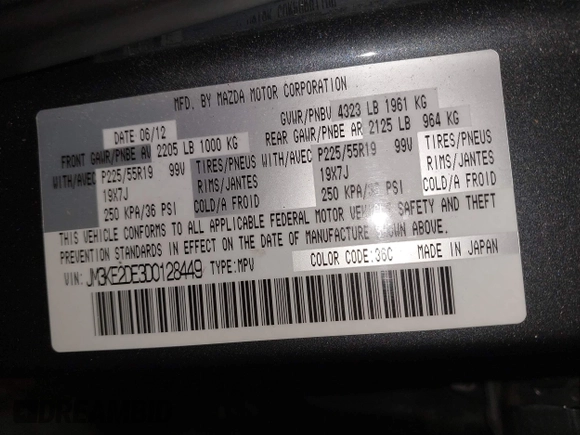 MFD. BY MAZDA MOTOR CORPORATION
DATE 06/12 GVWR/PNBV 4323 LB 1961 KG
FRONT GAWR/PNBE AV 2205 LB 1000 KG REAR GAWR/PNBE AR 2125 LB 964 KG
WITH/AVEC P225/55R19 99V TIRES/PNEUS WITH/AVEC P225/55R19 99V TIRES/PNEUS
19X7J RIMS/JANTES 19X7J RIMS/JANTES
250 KPA/36 PSI COLD/A FROID 250 KPA/36 PSI COLD/A FROID
THIS VEHICLE CONFORMS TO ALL APPLICABLE FEDERAL MOTOR VEHICLE SAFETY AND THEFT
PREVENTION STANDARDS IN EFFECT ON THE DATE OF MANUFACTURE SHOWN ABOVE.
VIN: JM3KE2DE3D0128449 TYPE: MPV COLOR CODE: 36C MADE IN JAPAN
DREAMBID